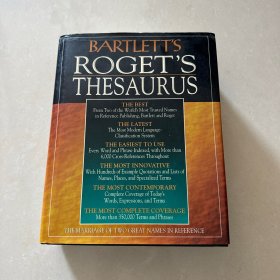 BARTLETT'S
ROGET'S
THESAURUS
THE BEST
From Two of the World's Most Trusted Names
in Reference Publishing, Bartlett and Roget
THE LATEST
The Most Modern Language
Classification System
THE EASIEST TO USE
Every Word and Phrase Indexed, with More than
6,000 Cross-References Throughout
THE MOST INNOVATIVE
With Hundreds of Example Quotations and Lists of
Names, Places, and Specialized Terms
THE MOST CONTEMPORARY
Complete Coverage of Today's
Words, Expressions, and Terms
THE MOST COMPLETE COVERAGE
More than 350,000 Terms and Phrases
THE MARRIAGE OF TWO GREAT NAMES IN REFERENCE